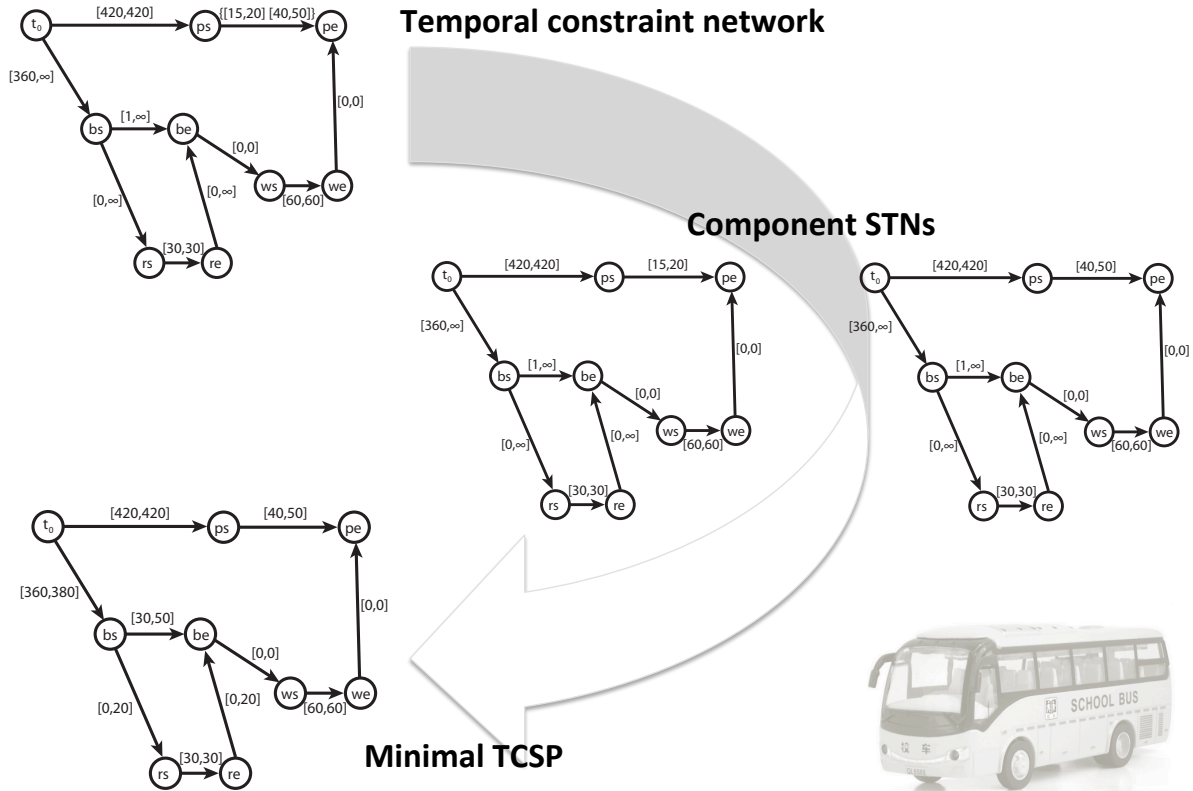 Temporal constraint network
t₀
[420,420]
ps
{[15,20] [40,50]}
pe
[360,∞]
[0,0]
bs
[1,∞]
be
[0,0]
ws
[60,60]
we
[0,∞]
[0,∞]
rs
[30,30]
re
Component STNs
t₀
[420,420]
ps
[15,20]
pe
[360,∞]
[0,0]
bs
[1,∞]
be
[0,0]
ws
[60,60]
we
[0,∞]
[0,∞]
rs
[30,30]
re
t₀
[420,420]
ps
[40,50]
pe
[360,∞]
[0,0]
bs
[1,∞]
be
[0,0]
ws
[60,60]
we
[0,∞]
[0,∞]
rs
[30,30]
re
t₀
[420,420]
ps
[40,50]
pe
[360,380]
[0,0]
bs
[30,50]
be
[0,0]
ws
[60,60]
we
[0,20]
[0,20]
rs
[30,30]
re
Minimal TCSP
SCHOOL BUS